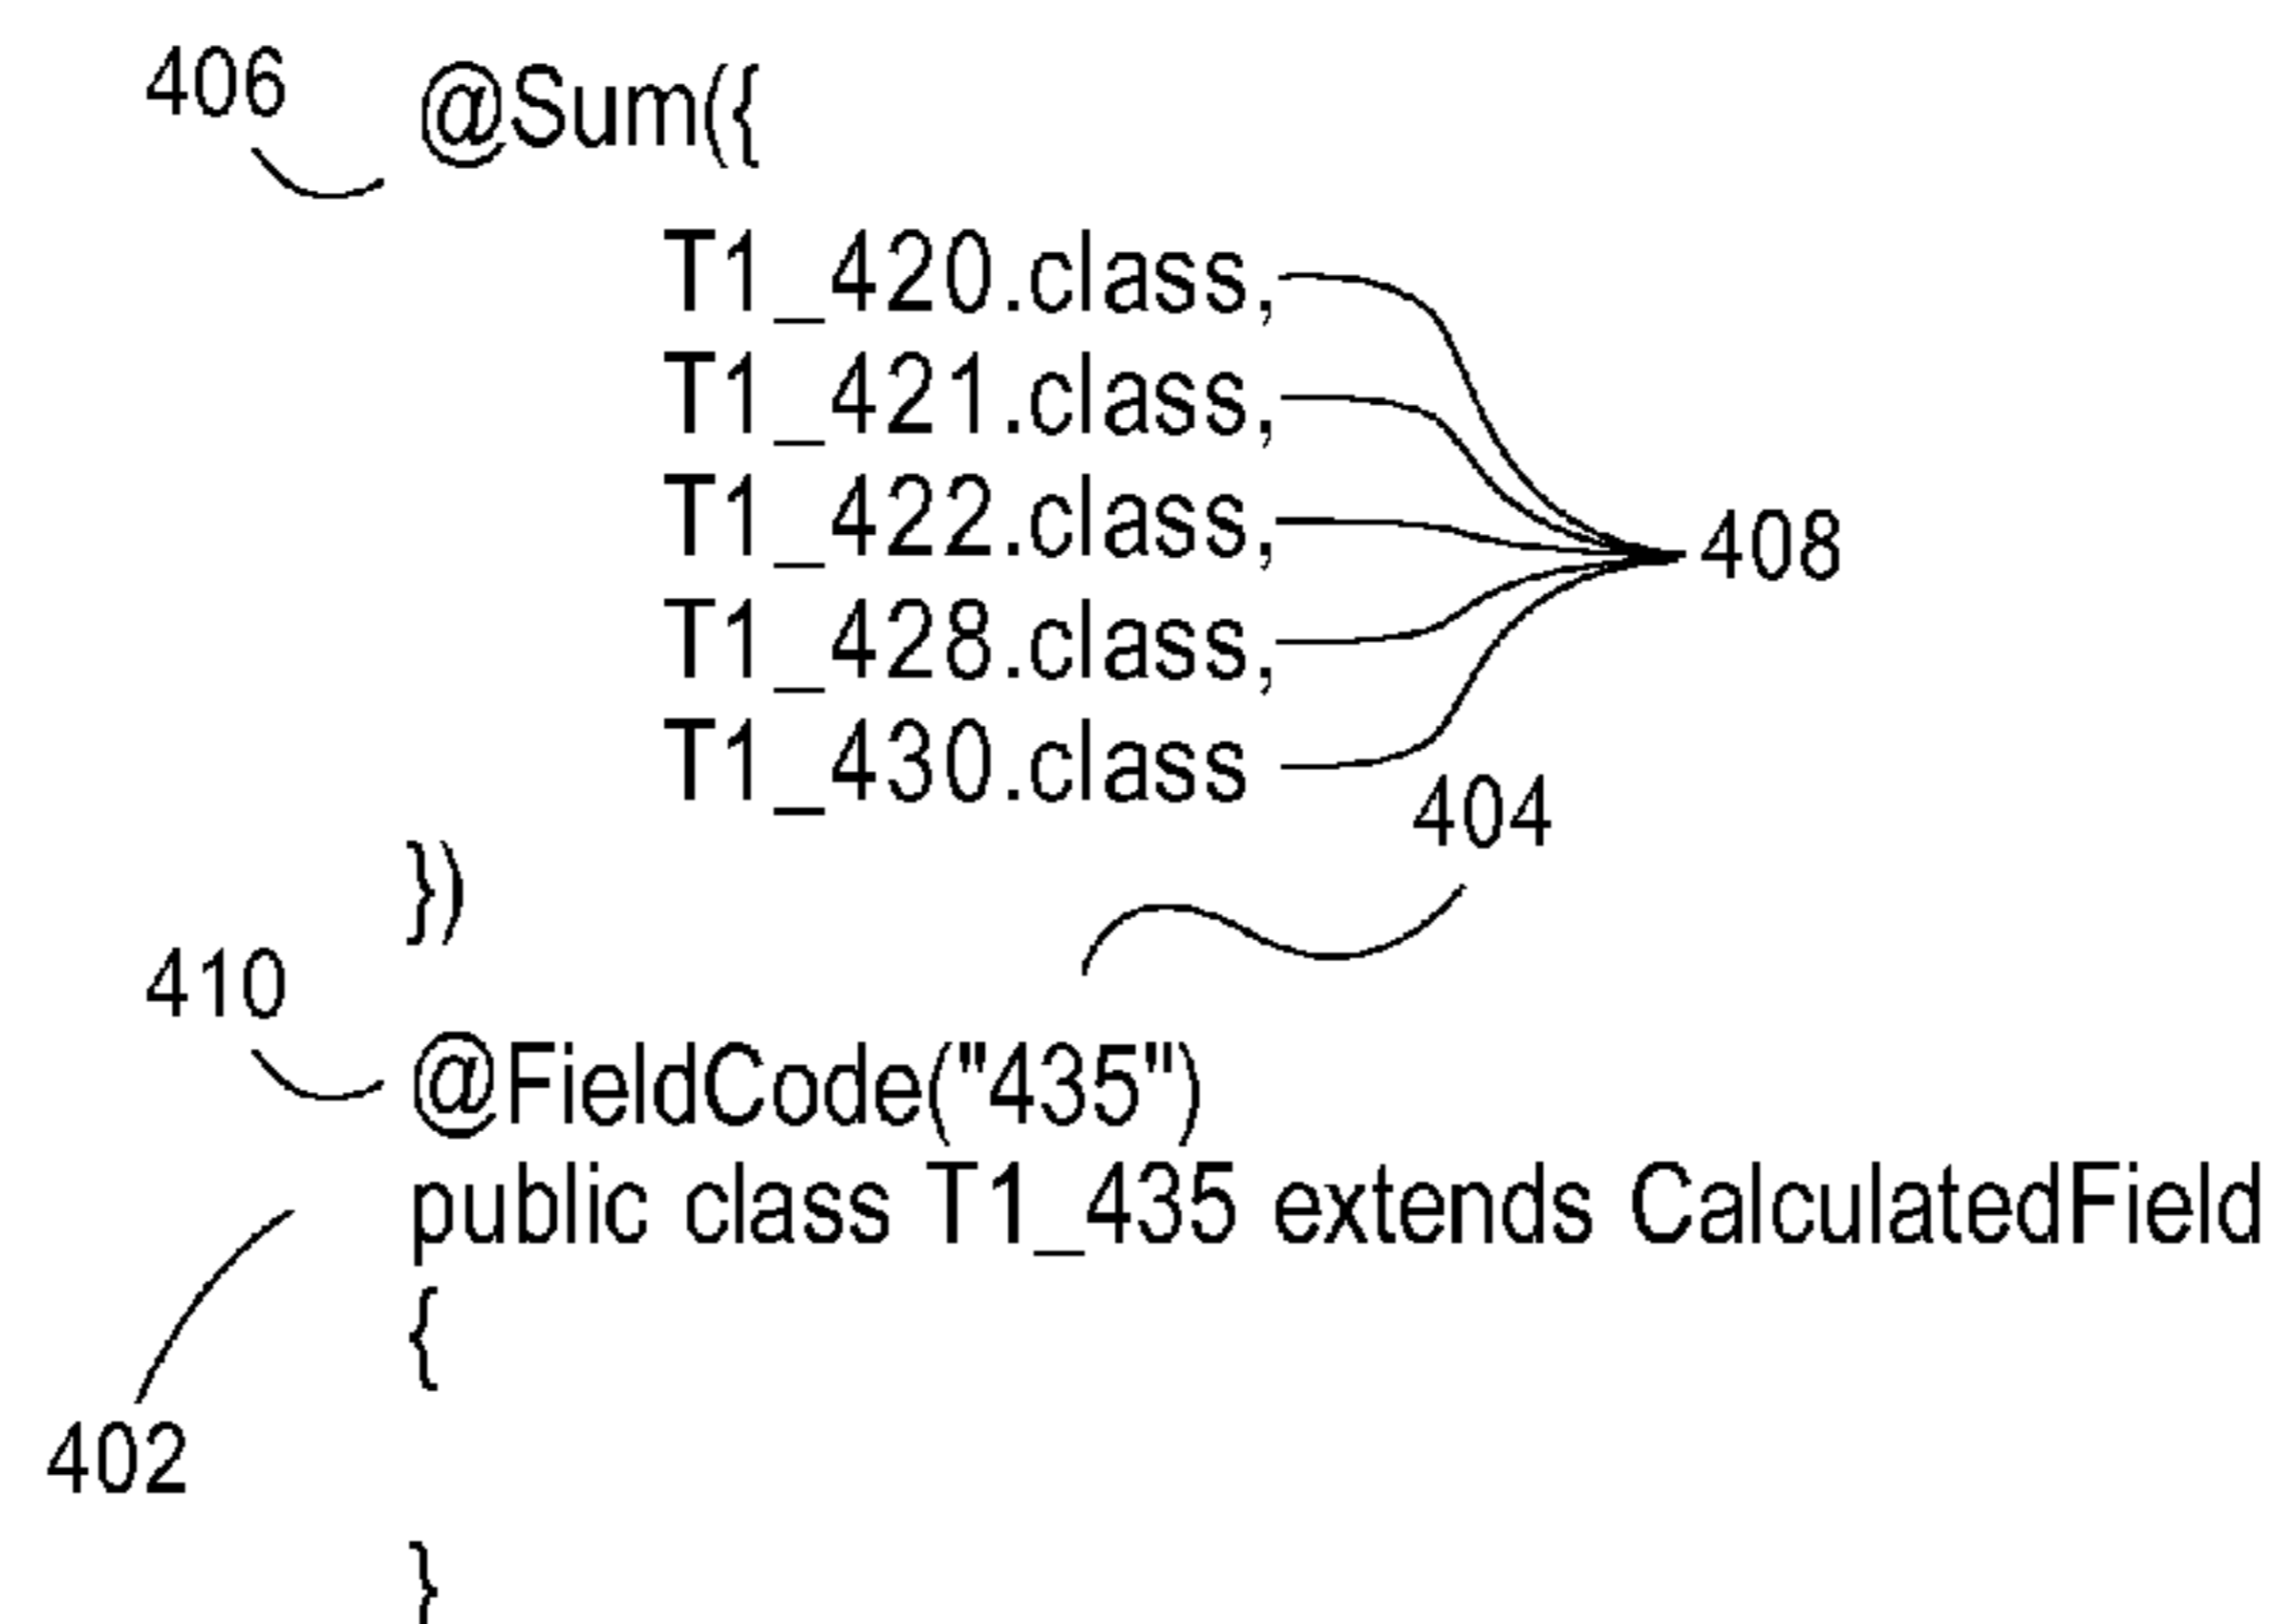 406 @Sum({
T1_420.class,
T1_421.class,
T1_422.class,
408
T1_428.class,
T1_430.class
404
})
410
@FieldCode("435")
public class T1_435 extends CalculatedField
{
402
}